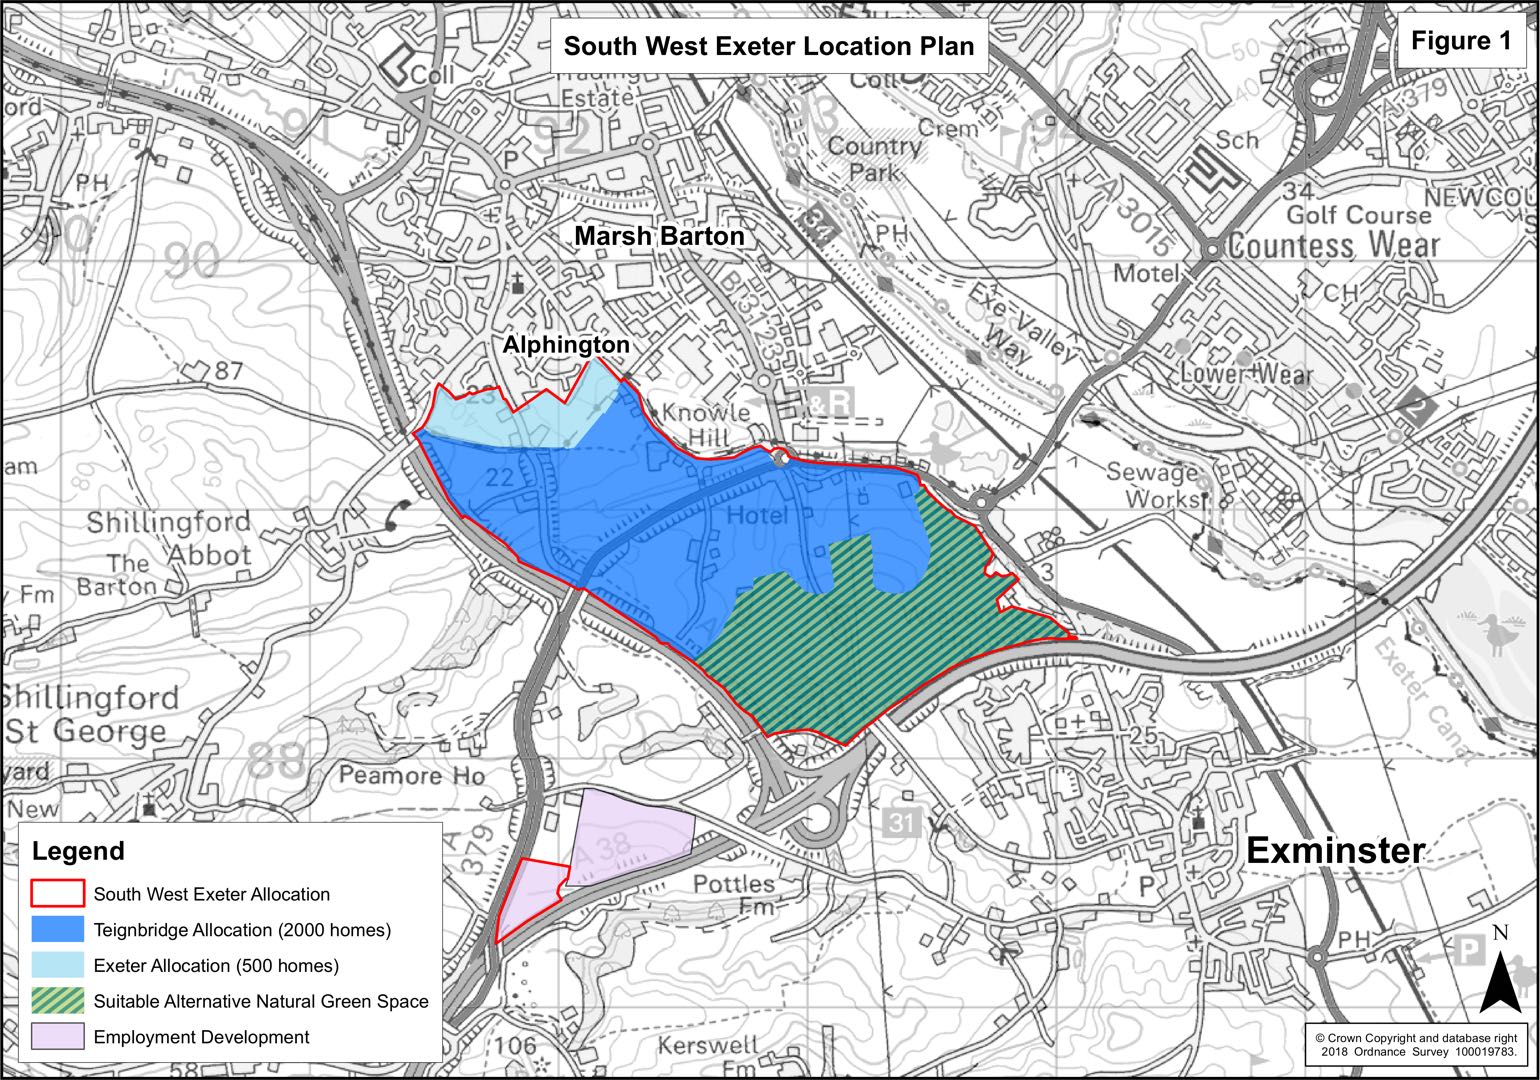 South West Exeter Location Plan
Figure 1
Coll
Trading
Estate
Coll
50
40
A 379
ord
91
92
93
94
Crem
Country
Park
Sch
P
PH
34
NEWCOU
Golf Course
Countess Wear
A 3015
Marsh Barton
34
PH
90
90
Motel
CH
B 3123
Exe Valley
Way
Alphington
Lower Wear
87
23
&R
2
Knowle
Hill
am
22
Sewage
Works
Hotel
Shillingford
Abbot
The
Barton
Fm
3
Exeter Canal
Shillingford
St George
25
88
Peamore Ho
yard
New
31
Exminster
A 379
A 38
Pottles
Fm
P
PH
P
N
106
Kerswell
Fm
58
Legend
South West Exeter Allocation
Teignbridge Allocation (2000 homes)
Exeter Allocation (500 homes)
Suitable Alternative Natural Green Space
Employment Development
© Crown Copyright and database right
2018 Ordnance Survey 100019783.